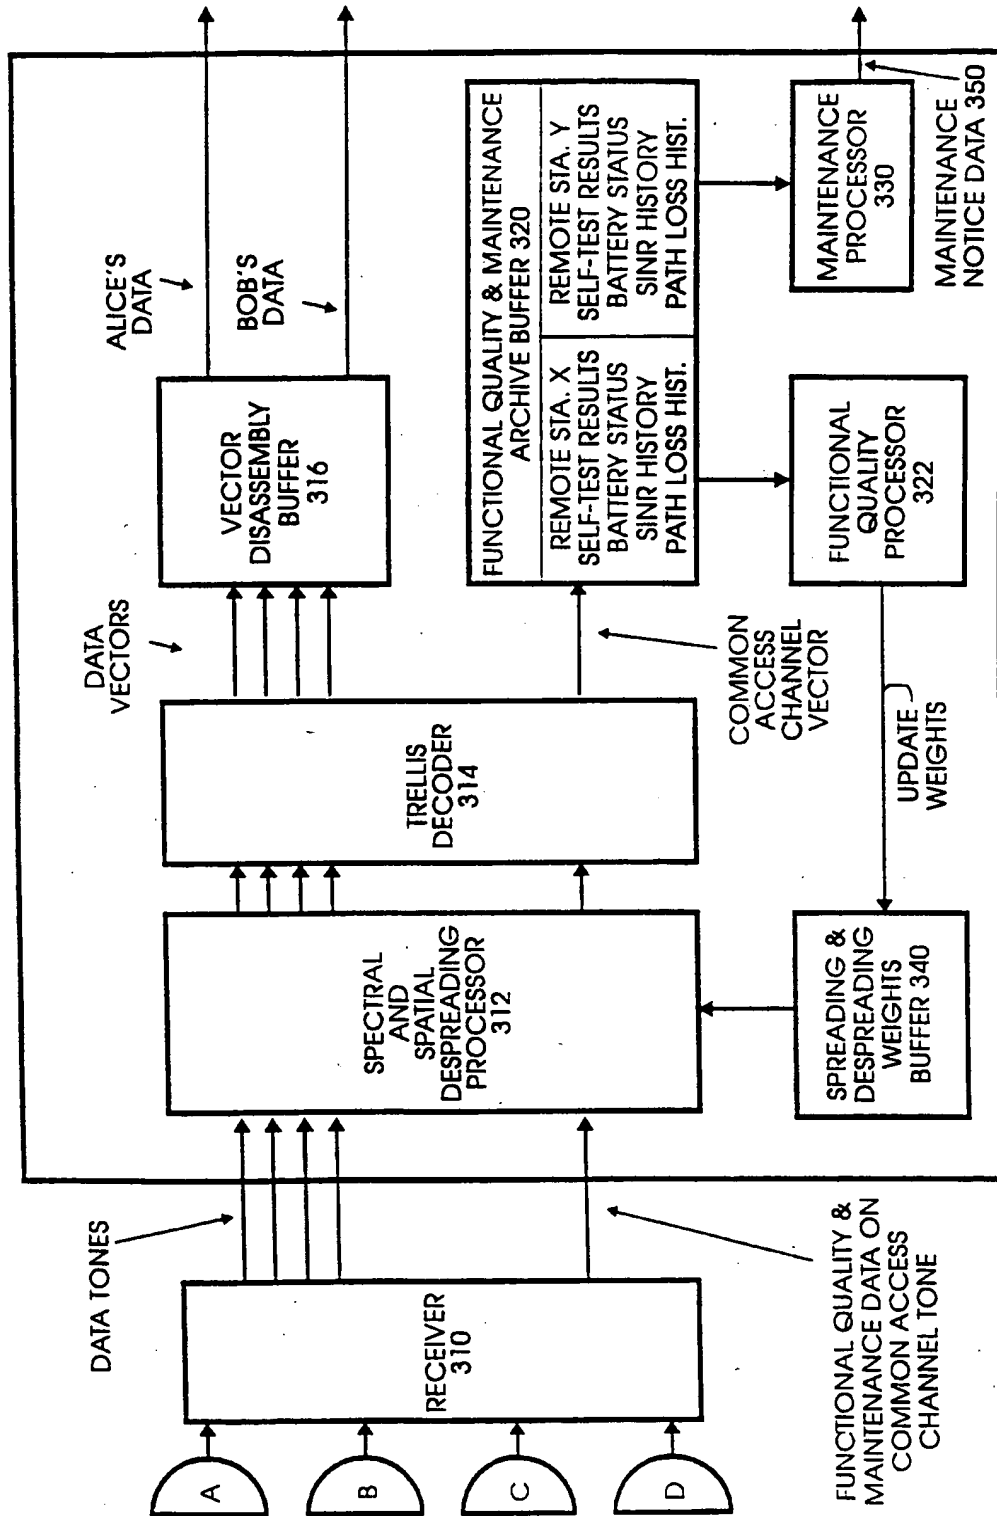 A
B
C
D
RECEIVER
310
DATA TONES
FUNCTIONAL QUALITY &
MAINTENANCE DATA ON
COMMON ACCESS
CHANNEL TONE
SPECTRAL
AND
SPATIAL
DESPREADING
PROCESSOR
312
SPREADING &
DESPREADING
WEIGHTS
BUFFER 340
TRELLIS
DECODER
314
DATA
VECTORS
COMMON
ACCESS
CHANNEL
VECTOR
UPDATE
WEIGHTS
VECTOR
DISASSEMBLY
BUFFER
316
ALICE'S
DATA
BOB'S
DATA
FUNCTIONAL QUALITY & MAINTENANCE
ARCHIVE BUFFER 320
REMOTE STA. X
SELF-TEST RESULTS
BATTERY STATUS
SINR HISTORY
PATH LOSS HIST.
REMOTE STA. Y
SELF-TEST RESULTS
BATTERY STATUS
SINR HISTORY
PATH LOSS HIST.
FUNCTIONAL
QUALITY
PROCESSOR
322
MAINTENANCE
PROCESSOR
330
MAINTENANCE
NOTICE DATA 350